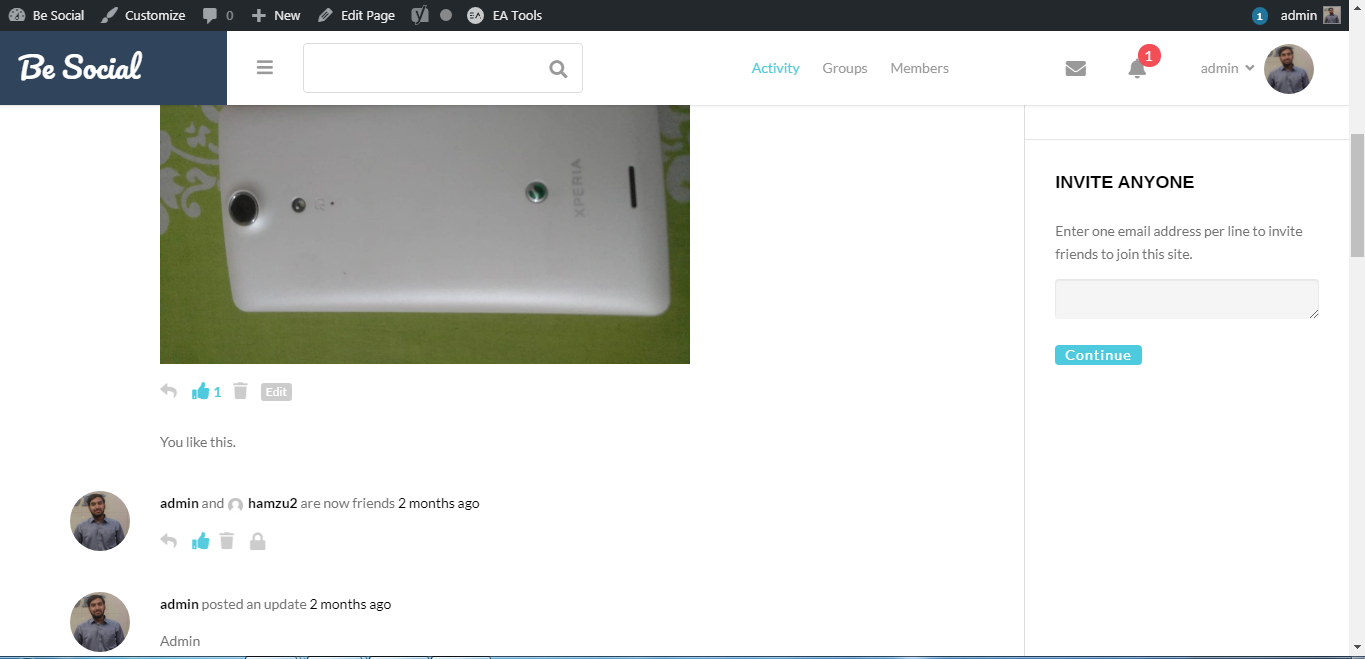 Be Social Customize 0 New Edit Page EA EA Tools 1 admin
Be Social
Activity Groups Members
1
admin
XPERIA
1 Edit
You like this.
admin and hamzu2 are now friends 2 months ago
admin posted an update 2 months ago
Admin
INVITE ANYONE
Enter one email address per line to invite
friends to join this site.
Continue